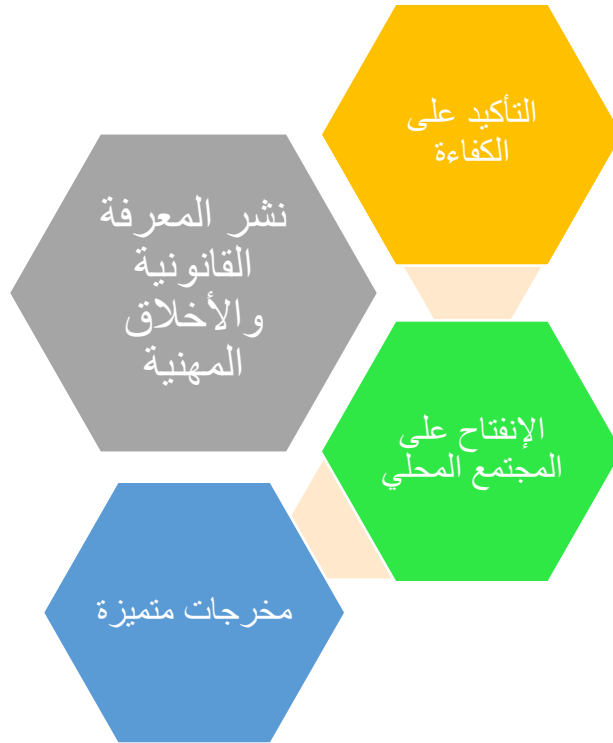 التأكيد على
الكفاءة
نشر المعرفة
القانونية
والأخلاق
المهنية
الإنفتاح على
المجتمع المحلي
مخرجات متميزة